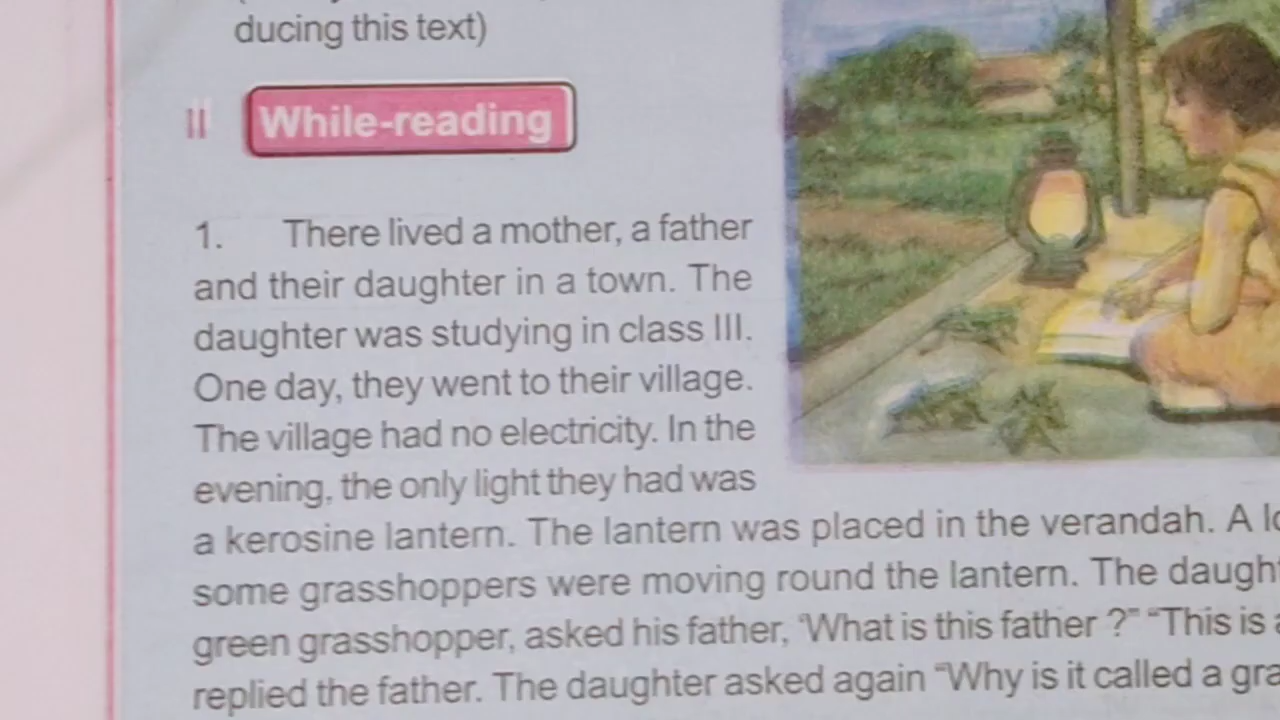 ducing this text)
II While-reading
1. There lived a mother, a father
and their daughter in a town. The
daughter was studying in class III.
One day, they went to their village.
The village had no electricity. In the
evening, the only light they had was
a kerosine lantern. The lantern was placed in the verandah. A
some grasshoppers were moving round the lantern. The
green grasshopper, asked his father, 'What is this father ?" "This is
replied the father. The daughter asked again "Why is it called a